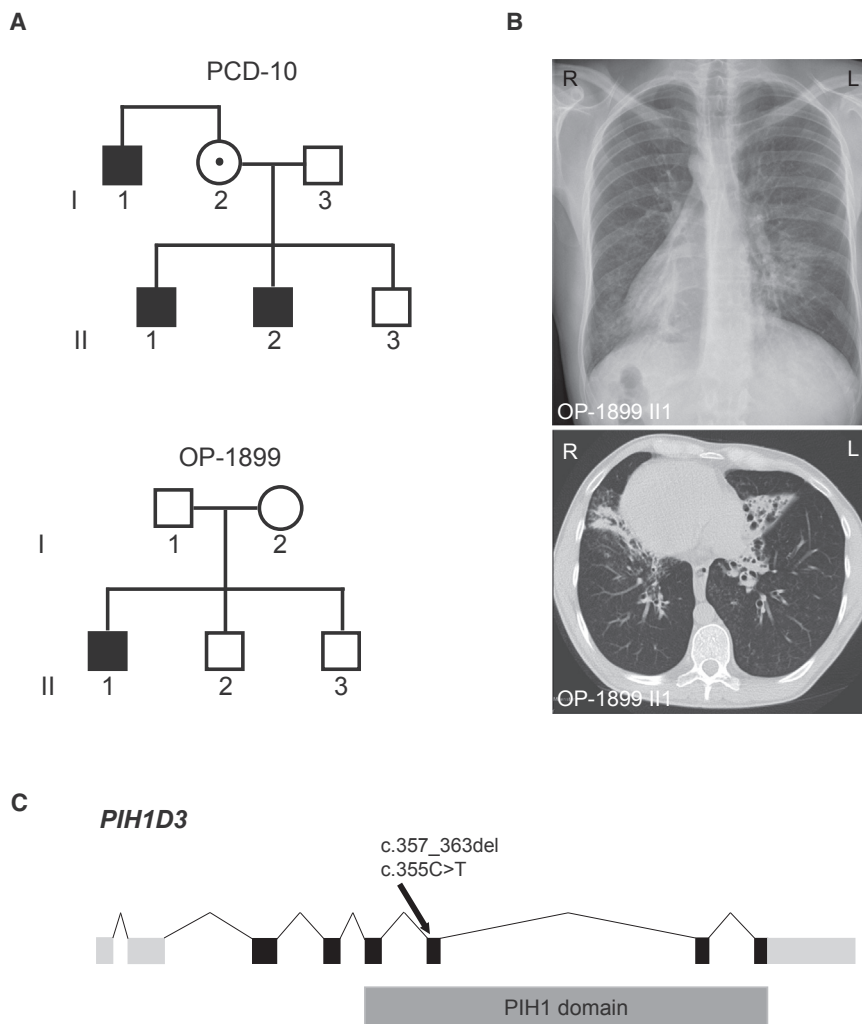 A
PCD-10
I
1
2
3
II
1
2
3
OP-1899
I
1
2
II
1
2
3
B
R
L
OP-1899 II1
R
L
OP-1899 II1
C
PIH1D3
c.357_363del
c.355C>T
PIH1 domain